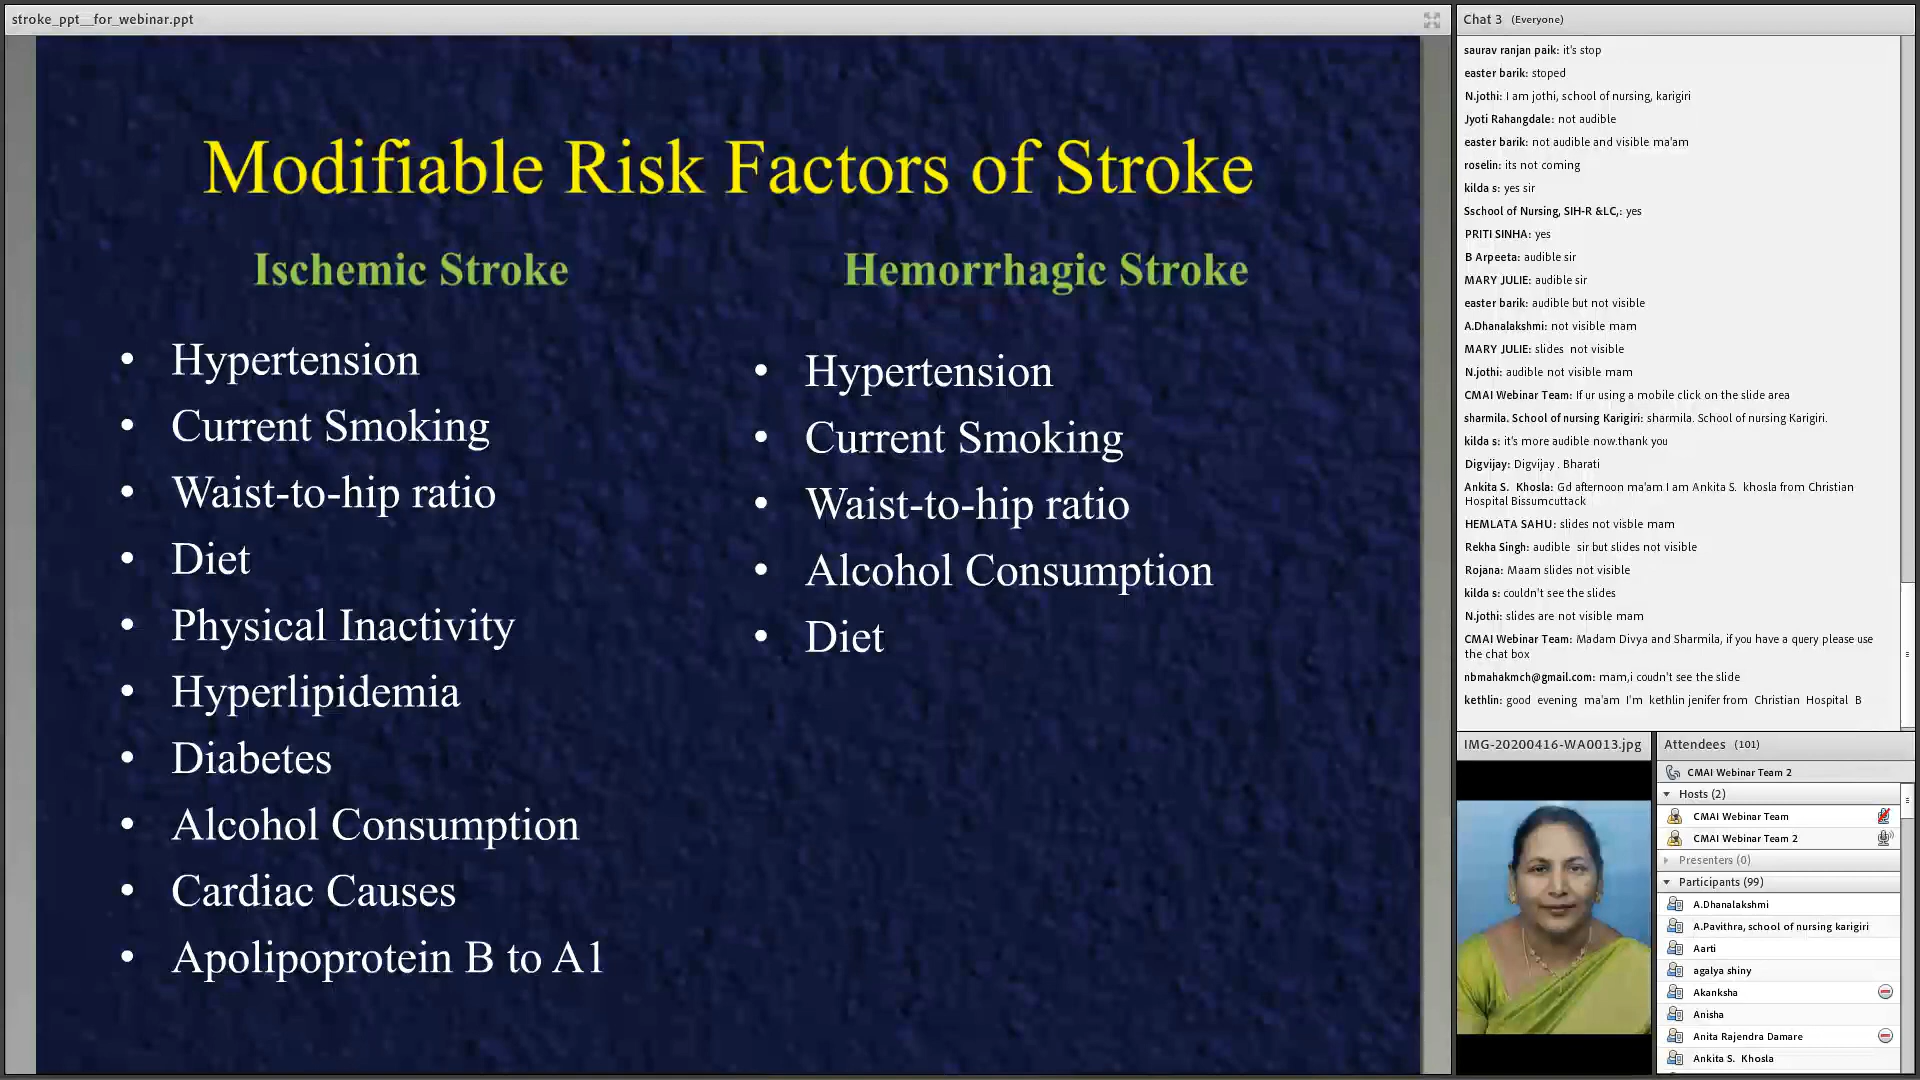 stroke_ppt__for_webinar.ppt
Modifiable Risk Factors of Stroke
Ischemic Stroke
• Hypertension
• Current Smoking
• Waist-to-hip ratio
• Diet
• Physical Inactivity
• Hyperlipidemia
• Diabetes
• Alcohol Consumption
• Cardiac Causes
• Apolipoprotein B to A1
Hemorrhagic Stroke
• Hypertension
• Current Smoking
• Waist-to-hip ratio
• Alcohol Consumption
• Diet
Chat 3 (Everyone)
saurav ranjan paik: it's stop
easter barik: stoped
N.jothi: I am jothi, school of nursing, karigiri
Jyoti Rahangdale: not audible
easter barik: not audible and visible ma'am
roselin: its not coming
kilda s: yes sir
Sschool of Nursing, SIH-R &LC,: yes
PRITI SINHA: yes
B Arpeeta: audible sir
MARY JULIE: audible sir
easter barik: audible but not visible
A.Dhanalakshmi: not visible mam
MARY JULIE: slides not visible
N.jothi: audible not visible mam
CMAI Webinar Team: If ur using a mobile click on the slide area
sharmila. School of nursing Karigiri: sharmila. School of nursing Karigiri.
kilda s: it's more audible now.thank you
Digvijay: Digvijay . Bharati
Ankita S. Khosla: Gd afternoon ma'am I am Ankita S. khosla from Christian
Hospital Bissumcuttack
HEMLATA SAHU: slides not visble mam
Rekha Singh: audible sir but slides not visible
Rojana: Maam slides not visible
kilda s: couldn't see the slides
N.jothi: slides are not visible mam
CMAI Webinar Team: Madam Divya and Sharmila, if you have a query please use
the chat box
nbmahakmch@gmail.com: mam,i coudn't see the slide
kethlin: good evening ma'am I'm kethlin jenifer from Christian Hospital B
IMG-20200416-WA0013.jpg
Attendees (101)
CMAI Webinar Team 2
Hosts (2)
CMAI Webinar Team
CMAI Webinar Team 2
Presenters (0)
Participants (99)
A.Dhanalakshmi
A.Pavithra, school of nursing karigiri
Aarti
agalya shiny
Akanksha
Anisha
Anita Rajendra Damare
Ankita S. Khosla